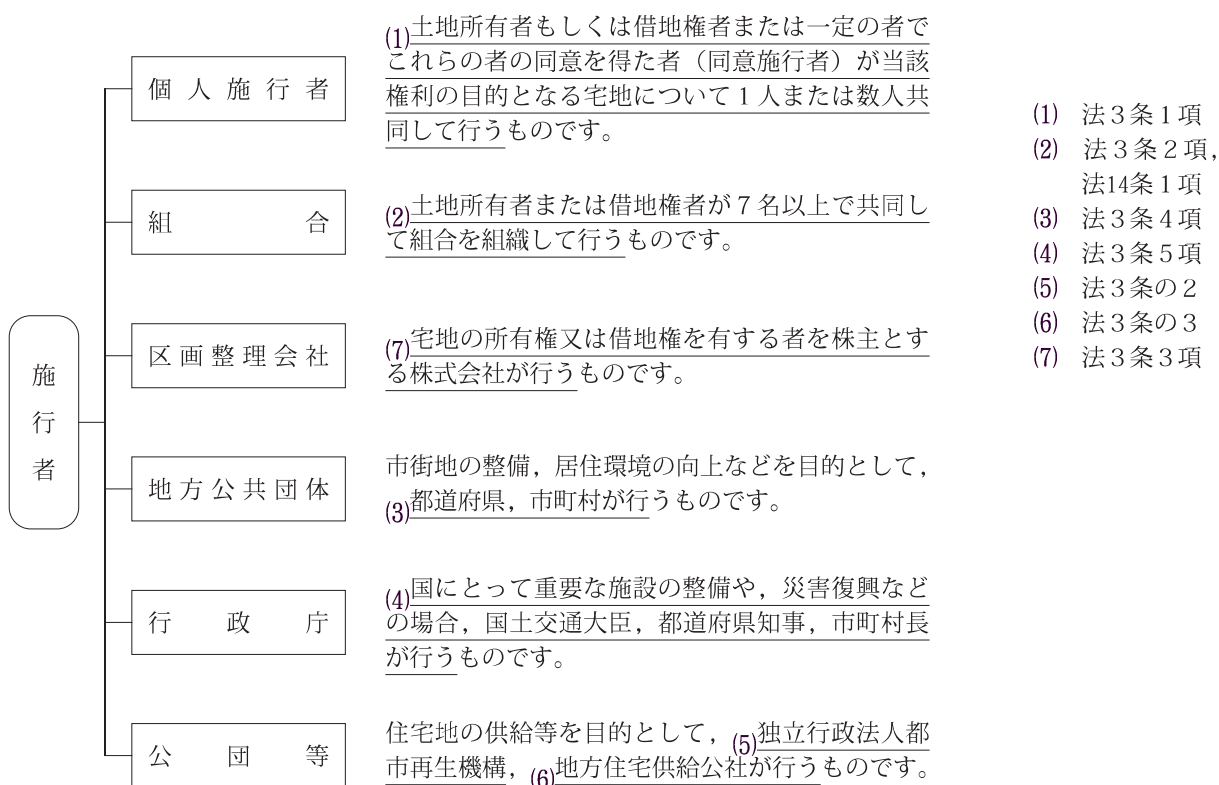 施行者
個人施行者
⑴土地所有者もしくは借地権者または一定の者で
これらの者の同意を得た者（同意施行者）が当該
権利の目的となる宅地について１人または数人共
同して行うものです。
組合
⑵土地所有者または借地権者が７名以上で共同し
て組合を組織して行うものです。
区画整理会社
⑺宅地の所有権又は借地権を有する者を株主とす
る株式会社が行うものです。
地方公共団体
市街地の整備，居住環境の向上などを目的として，
⑶都道府県，市町村が行うものです。
行政庁
⑷国にとって重要な施設の整備や，災害復興など
の場合，国土交通大臣，都道府県知事，市町村長
が行うものです。
公団等
住宅地の供給等を目的として，⑸独立行政法人都
市再生機構，⑹地方住宅供給公社が行うものです。
⑴ 法３条１項
⑵ 法３条２項，
法14条１項
⑶ 法３条４項
⑷ 法３条５項
⑸ 法３条の２
⑹ 法３条の３
⑺ 法３条３項